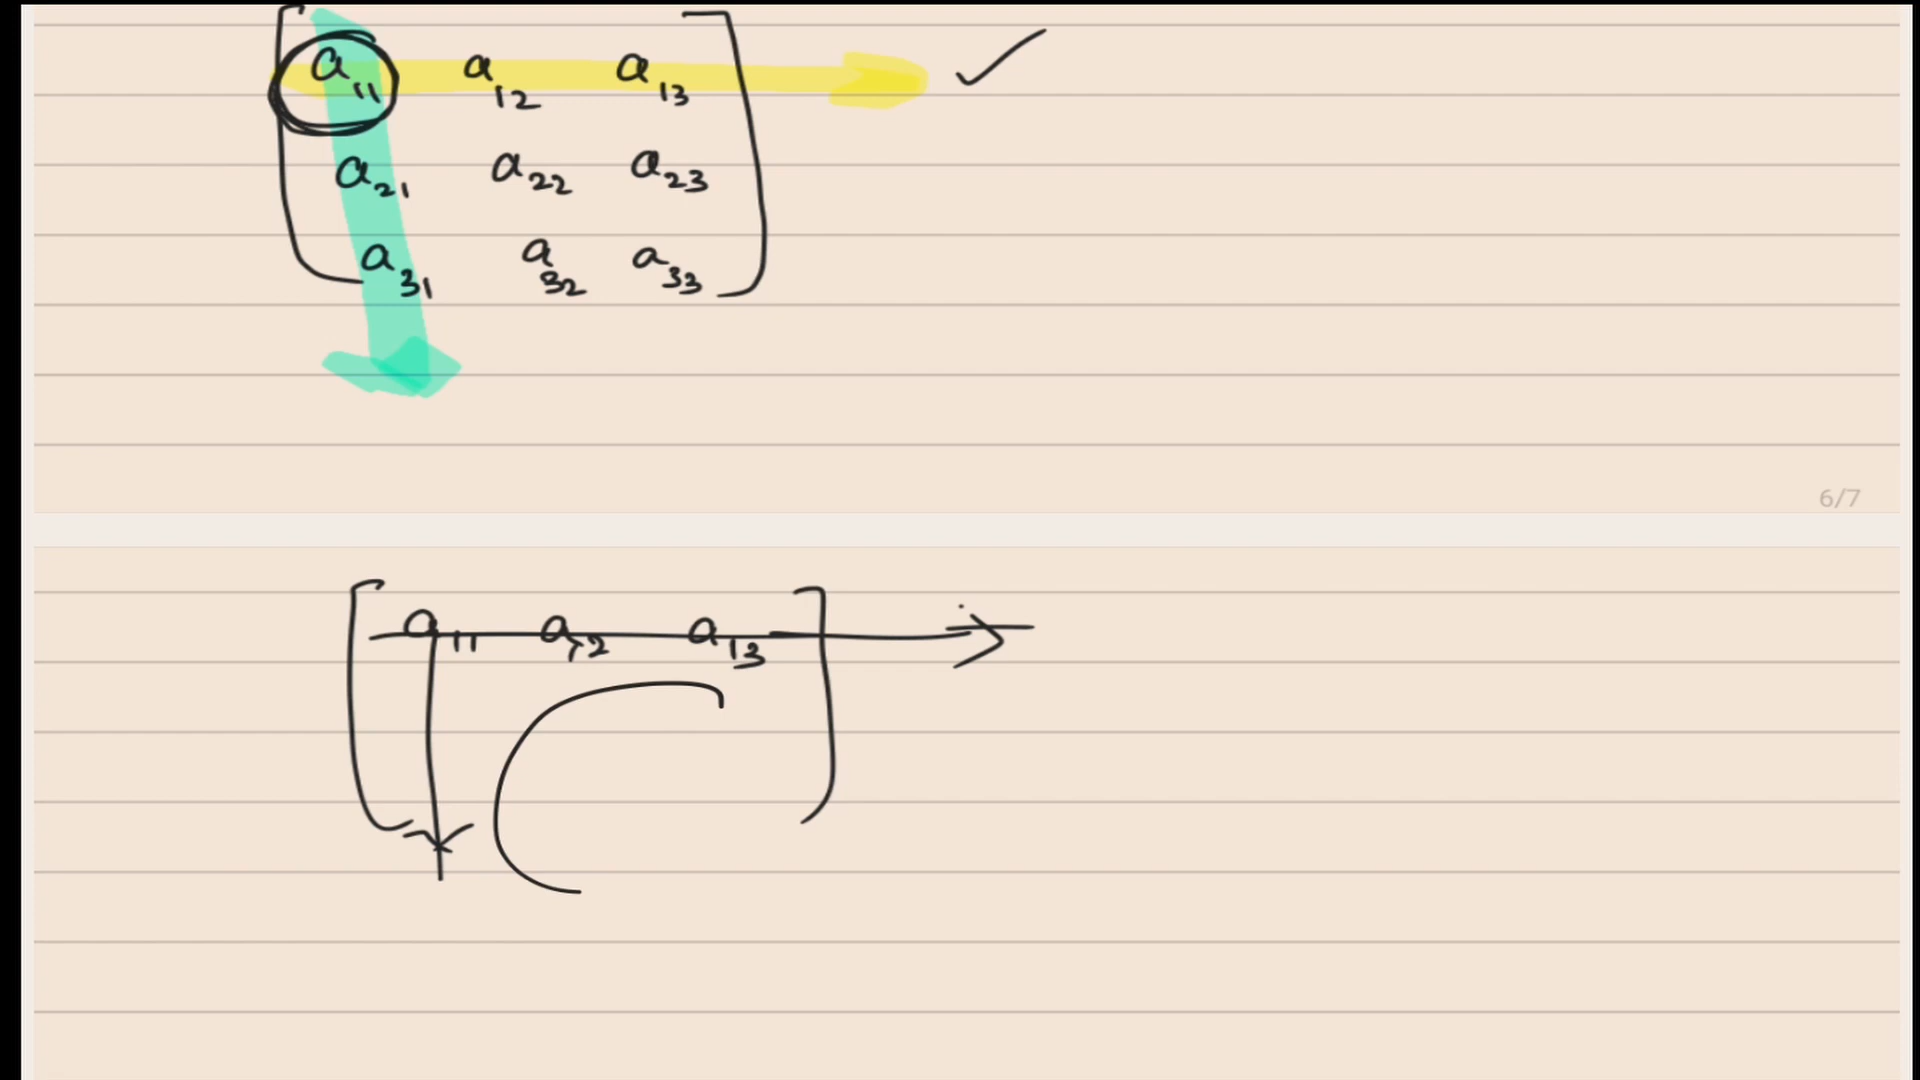 a₁₁ a₁₂ a₁₃
a₂₁ a₂₂ a₂₃
a₃₁ a₃₂ a₃₃
6/7
a₁₁ a₁₂ a₁₃